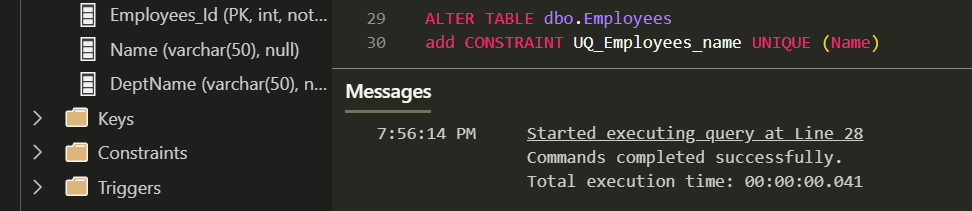 Employees_Id (PK, int, not...
Name (varchar(50), null)
DeptName (varchar(50), n...
Keys
Constraints
Triggers
29 ALTER TABLE dbo.Employees
30 add CONSTRAINT UQ_Employees_name UNIQUE (Name)
Messages
7:56:14 PM Started executing query at Line 28
Commands completed successfully.
Total execution time: 00:00:00.041